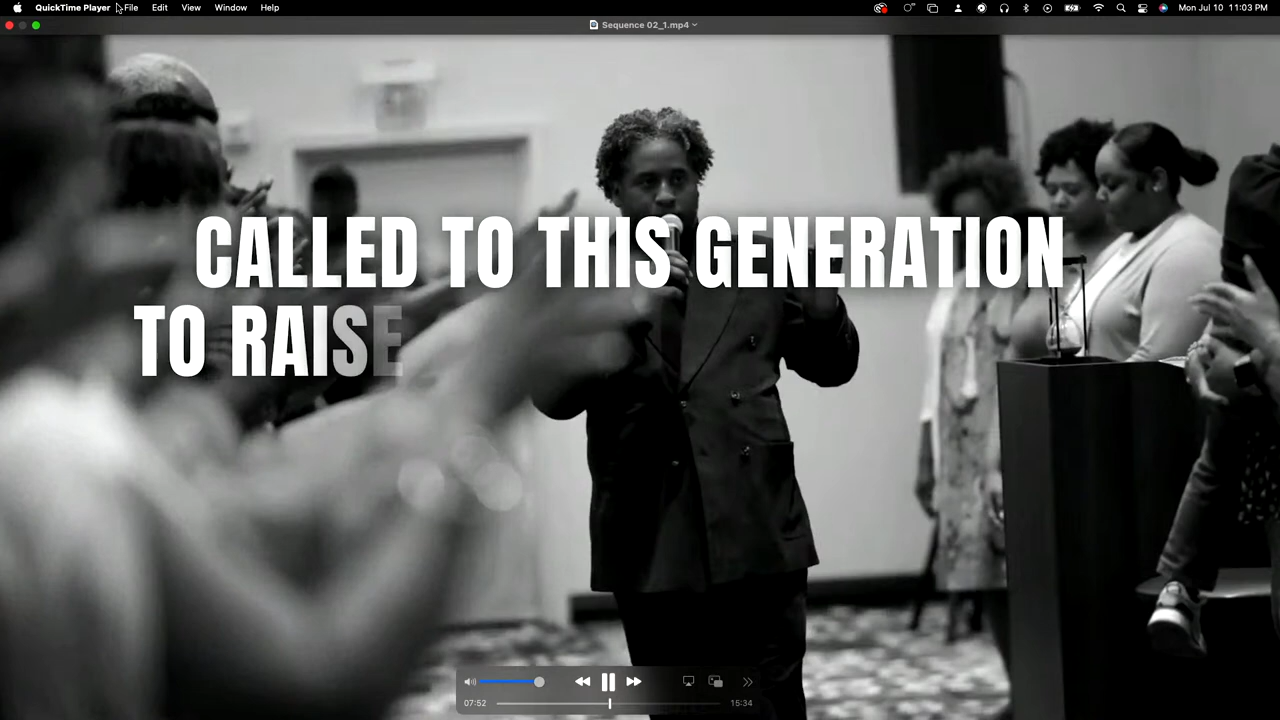 QuickTime Player File Edit View Window Help Mon Jul 10 11:03 PM
Sequence 02_1.mp4
CALLED TO THIS GENERATION
TO RAISE
07:52 15:34